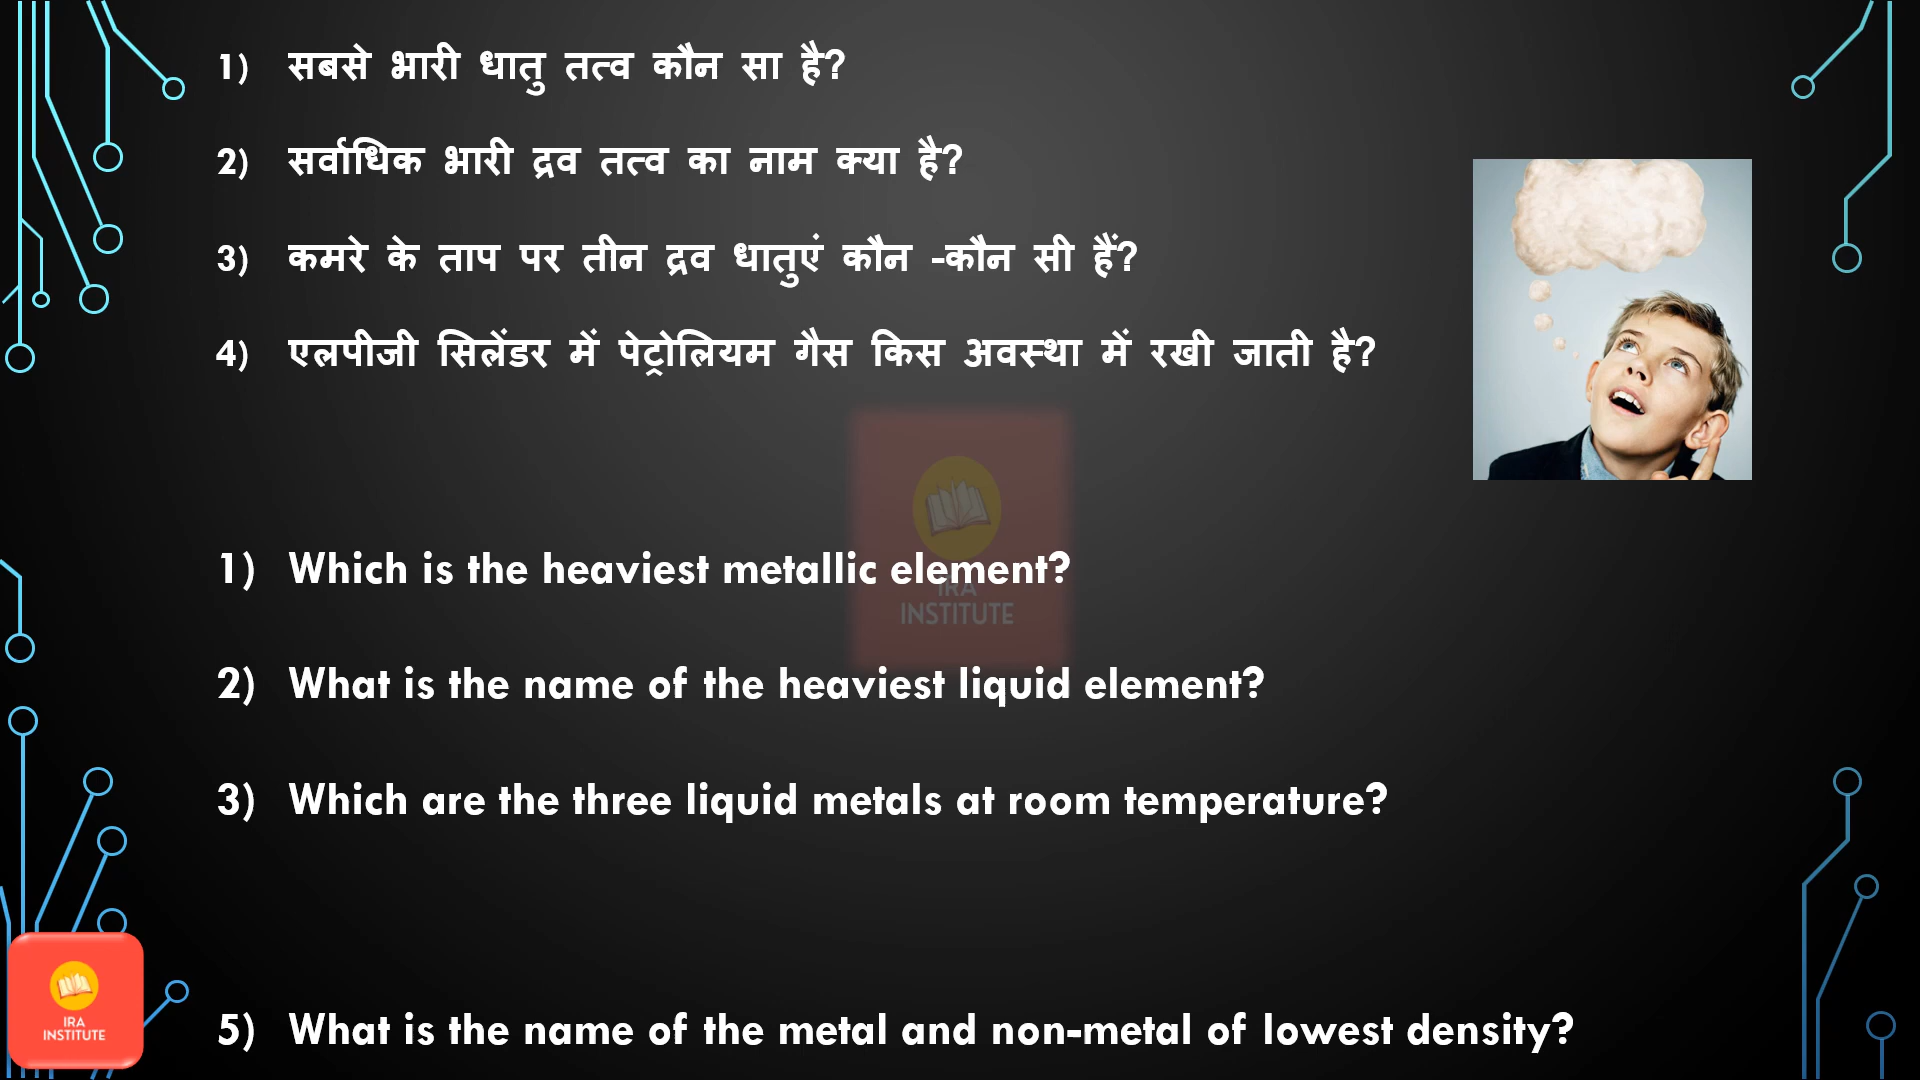 1) सबसे भारी धातु तत्व कौन सा है?
2) सर्वाधिक भारी द्रव तत्व का नाम क्या है?
3) कमरे के ताप पर तीन द्रव धातुएं कौन -कौन सी हैं?
4) एलपीजी सिलेंडर में पेट्रोलियम गैस किस अवस्था में रखी जाती है?
1) Which is the heaviest metallic element?
IRA
INSTITUTE
2) What is the name of the heaviest liquid element?
3) Which are the three liquid metals at room temperature?
5) What is the name of the metal and non-metal of lowest density?
IRA
INSTITUTE